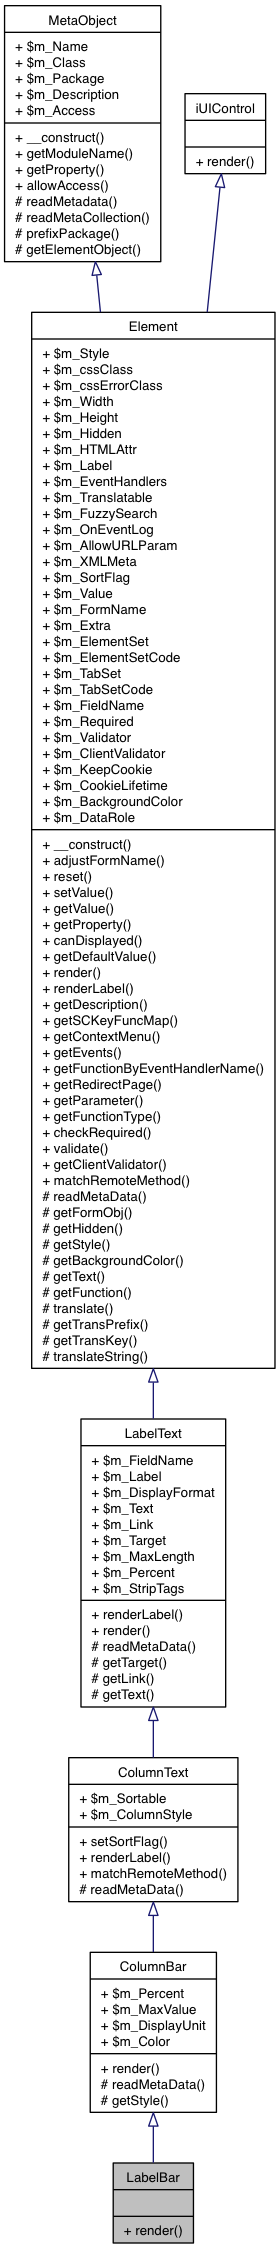 MetaObject
+ $m_Name
+ $m_Class
+ $m_Package
+ $m_Description
+ $m_Access
+ __construct()
+ getModuleName()
+ getProperty()
+ allowAccess()
# readMetadata()
# readMetaCollection()
# prefixPackage()
# getElementObject()
iUIControl
+ render()
Element
+ $m_Style
+ $m_cssClass
+ $m_cssErrorClass
+ $m_Width
+ $m_Height
+ $m_Hidden
+ $m_HTMLAttr
+ $m_Label
+ $m_EventHandlers
+ $m_Translatable
+ $m_FuzzySearch
+ $m_OnEventLog
+ $m_AllowURLParam
+ $m_XMLMeta
+ $m_SortFlag
+ $m_Value
+ $m_FormName
+ $m_Extra
+ $m_ElementSet
+ $m_ElementSetCode
+ $m_TabSet
+ $m_TabSetCode
+ $m_FieldName
+ $m_Required
+ $m_Validator
+ $m_ClientValidator
+ $m_KeepCookie
+ $m_CookieLifetime
+ $m_BackgroundColor
+ $m_DataRole
+ __construct()
+ adjustFormName()
+ reset()
+ setValue()
+ getValue()
+ getProperty()
+ canDisplayed()
+ getDefaultValue()
+ render()
+ renderLabel()
+ getDescription()
+ getSCKeyFuncMap()
+ getContextMenu()
+ getEvents()
+ getFunctionByEventHandlerName()
+ getRedirectPage()
+ getParameter()
+ getFunctionType()
+ checkRequired()
+ validate()
+ getClientValidator()
+ matchRemoteMethod()
# readMetaData()
# getFormObj()
# getHidden()
# getStyle()
# getBackgroundColor()
# getText()
# getFunction()
# translate()
# getTransPrefix()
# getTransKey()
# translateString()
LabelText
+ $m_FieldName
+ $m_Label
+ $m_DisplayFormat
+ $m_Text
+ $m_Link
+ $m_Target
+ $m_MaxLength
+ $m_Percent
+ $m_StripTags
+ renderLabel()
+ render()
# readMetaData()
# getTarget()
# getLink()
# getText()
ColumnText
+ $m_Sortable
+ $m_ColumnStyle
+ setSortFlag()
+ renderLabel()
+ matchRemoteMethod()
# readMetaData()
ColumnBar
+ $m_Percent
+ $m_MaxValue
+ $m_DisplayUnit
+ $m_Color
+ render()
# readMetaData()
# getStyle()
LabelBar
+ render()